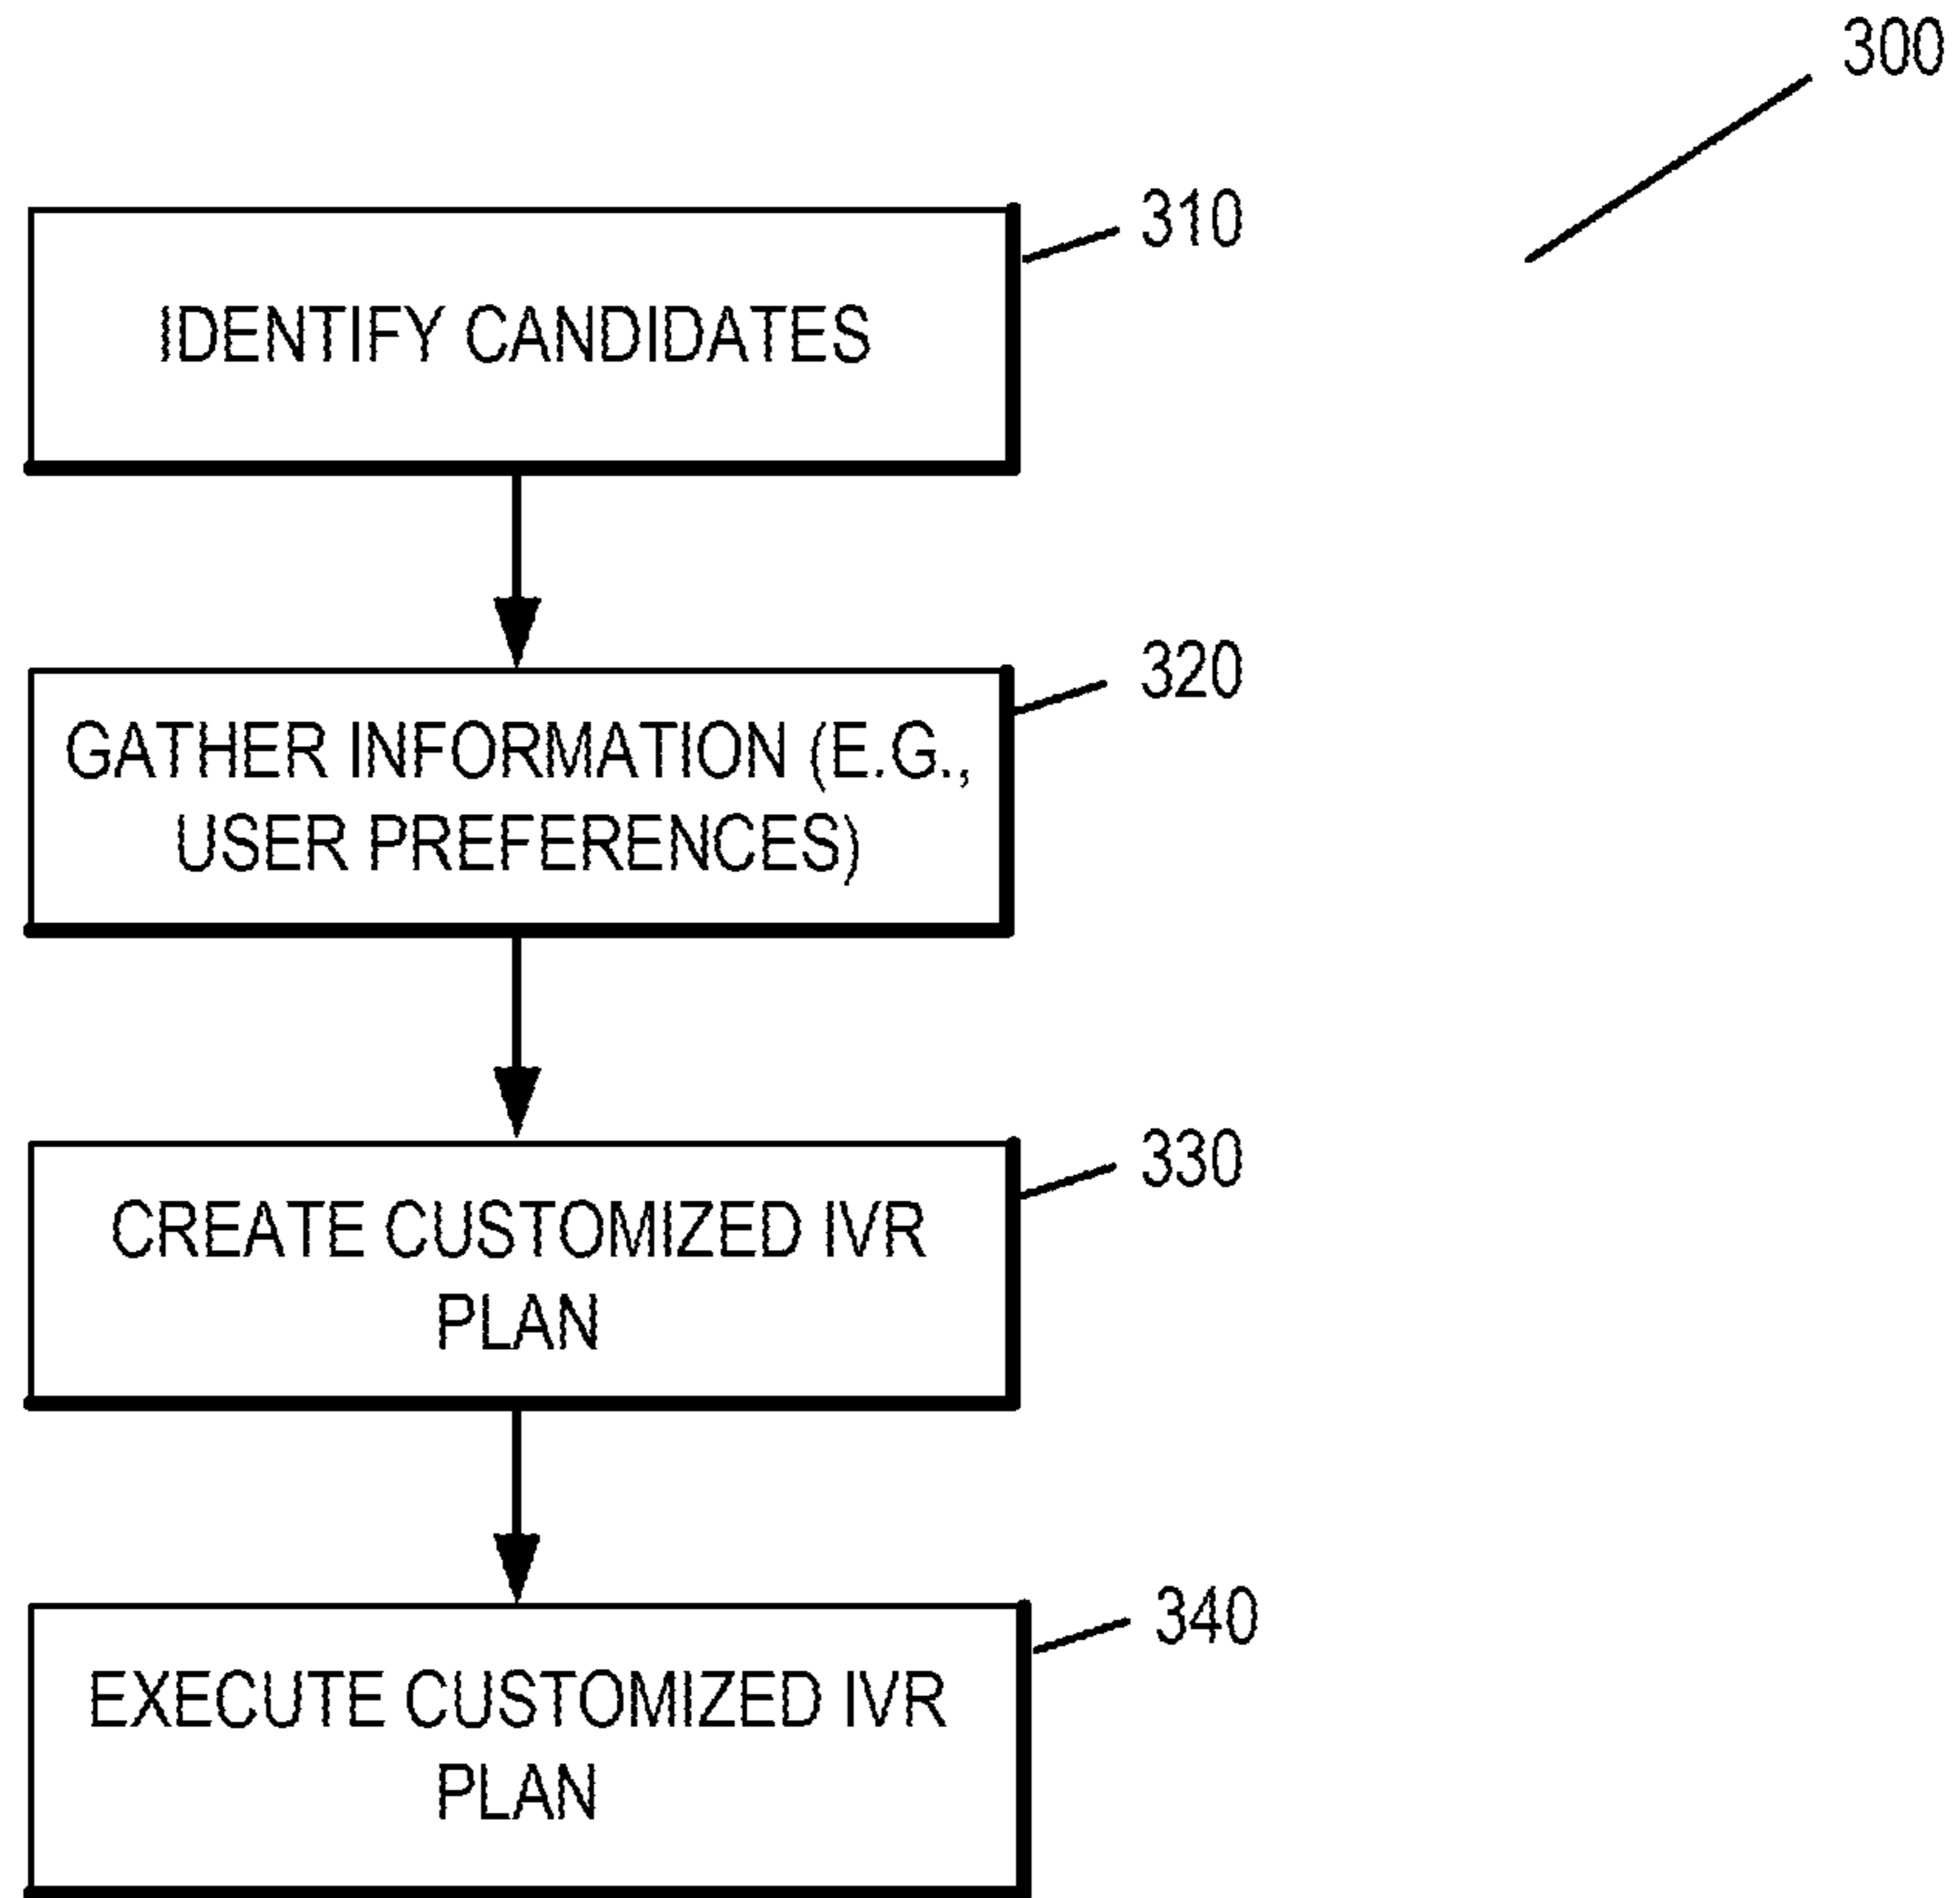 300
310
IDENTIFY CANDIDATES
320
GATHER INFORMATION (E.G.,
USER PREFERENCES)
330
CREATE CUSTOMIZED IVR
PLAN
340
EXECUTE CUSTOMIZED IVR
PLAN